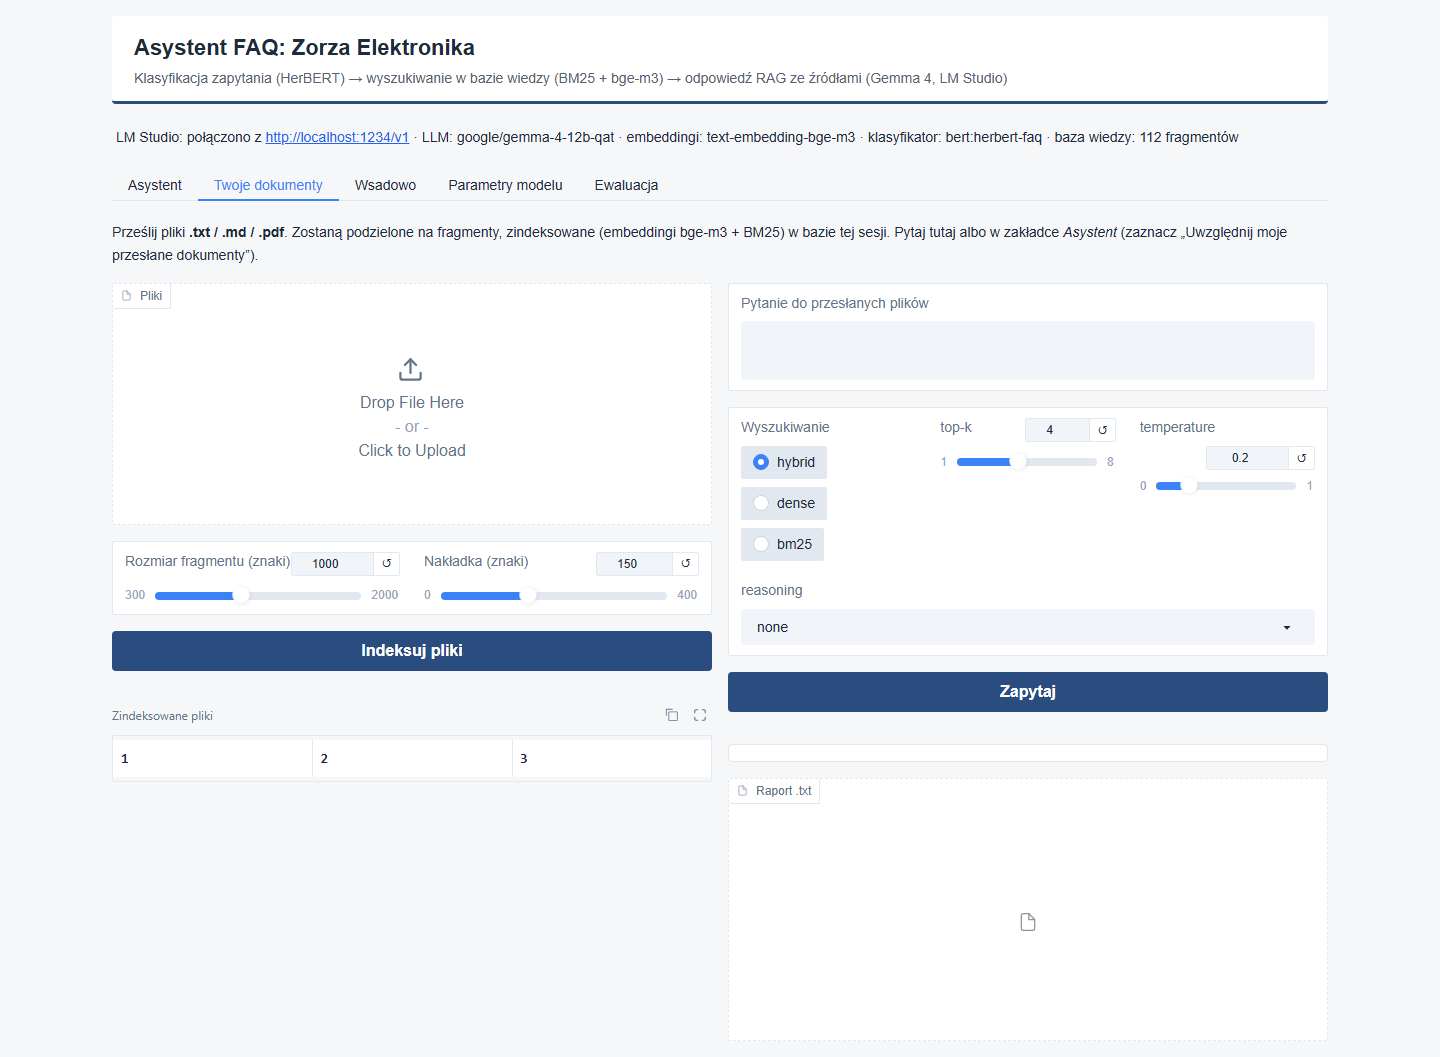 Asystent FAQ: Zorza Elektronika
Klasyfikacja zapytania (HerBERT) → wyszukiwanie w bazie wiedzy (BM25 + bge-m3) → odpowiedź RAG ze źródłami (Gemma 4, LM Studio)
LM Studio: połączono z http://localhost:1234/v1 · LLM: google/gemma-4-12b-qat · embeddingi: text-embedding-bge-m3 · klasyfikator: bert:herbert-faq · baza wiedzy: 112 fragmentów
Asystent Twoje dokumenty Wsadowo Parametry modelu Ewaluacja
Prześlij pliki .txt / .md / .pdf. Zostaną podzielone na fragmenty, zindeksowane (embeddingi bge-m3 + BM25) w bazie tej sesji. Pytaj tutaj albo w zakładce Asystent (zaznacz „Uwzględnij moje
przesłane dokumenty”).
Pliki
Drop File Here
- or -
Click to Upload
Rozmiar fragmentu (znaki) 1000 ↺
300 2000
Nakładka (znaki) 150 ↺
0 400
Indeksuj pliki
Zindeksowane pliki
1 2 3
Pytanie do przesłanych plików
Wyszukiwanie
hybrid
dense
bm25
top-k 4 ↺
1 8
temperature
0.2 ↺
0 1
reasoning
none
Zapytaj
Raport .txt